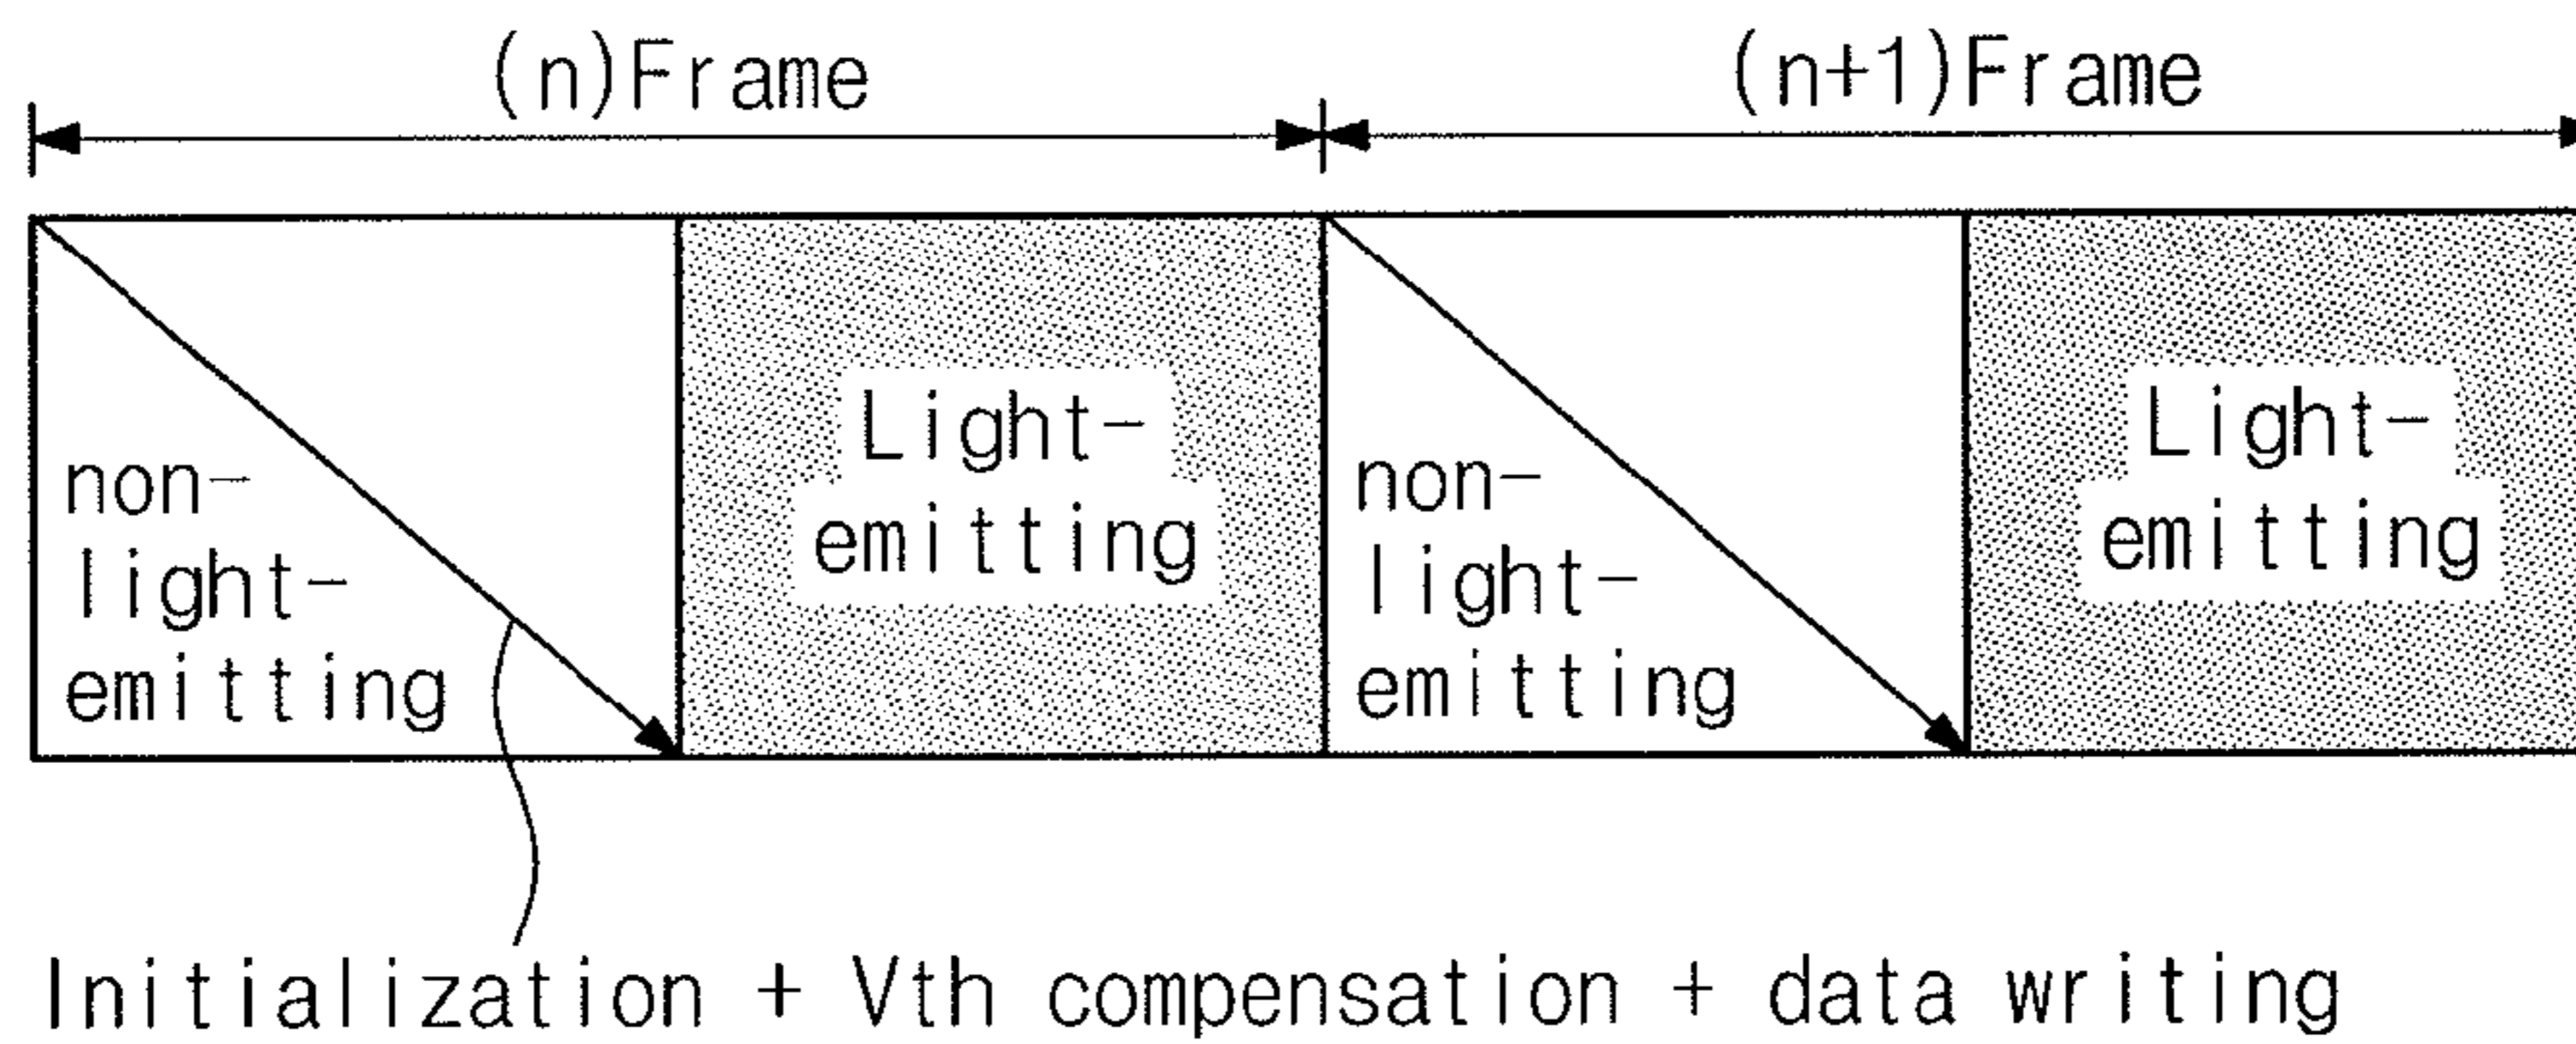 (n)Frame
(n+1)Frame
non-
light-
emitting
Light-
emitting
non-
light-
emitting
Light-
emitting
Initialization + Vth compensation + data writing